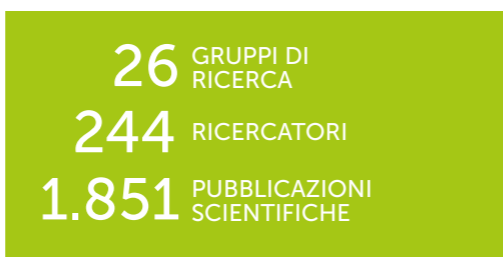 26 GRUPPI DI
RICERCA
244 RICERCATORI
1.851 PUBBLICAZIONI
SCIENTIFICHE